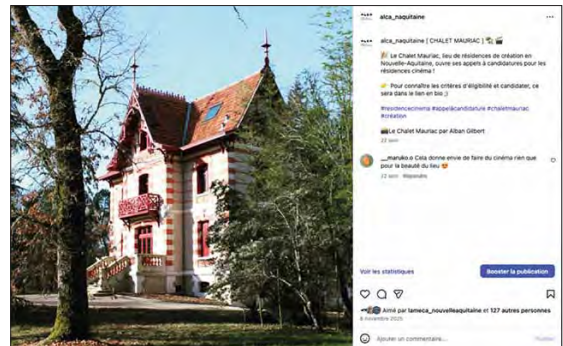 alca_naquitaine
alca_naquitaine [ CHALET MAURIAC ]
Le Chalet Mauriac, lieu de résidences de création en
Nouvelle-Aquitaine, ouvre ses appels à candidatures pour les
résidences cinéma !
Pour connaitre les critères d'éligibilité et candidater, ce
sera dans le lien en bio ;)
#residencecinema #appelàcandidature #chaletmauriac
#création
Le Chalet Mauriac par Alban Gilbert
22 sem
__maruko.o Cela donne envie de faire du cinéma rien que
pour la beauté du lieu
22 sem Répondre
Voir les statistiques
Booster la publication
Aimé par lameca_nouvelleaquitaine et 127 autres personnes
6 novembre 2025
Ajouter un commentaire...
Publier